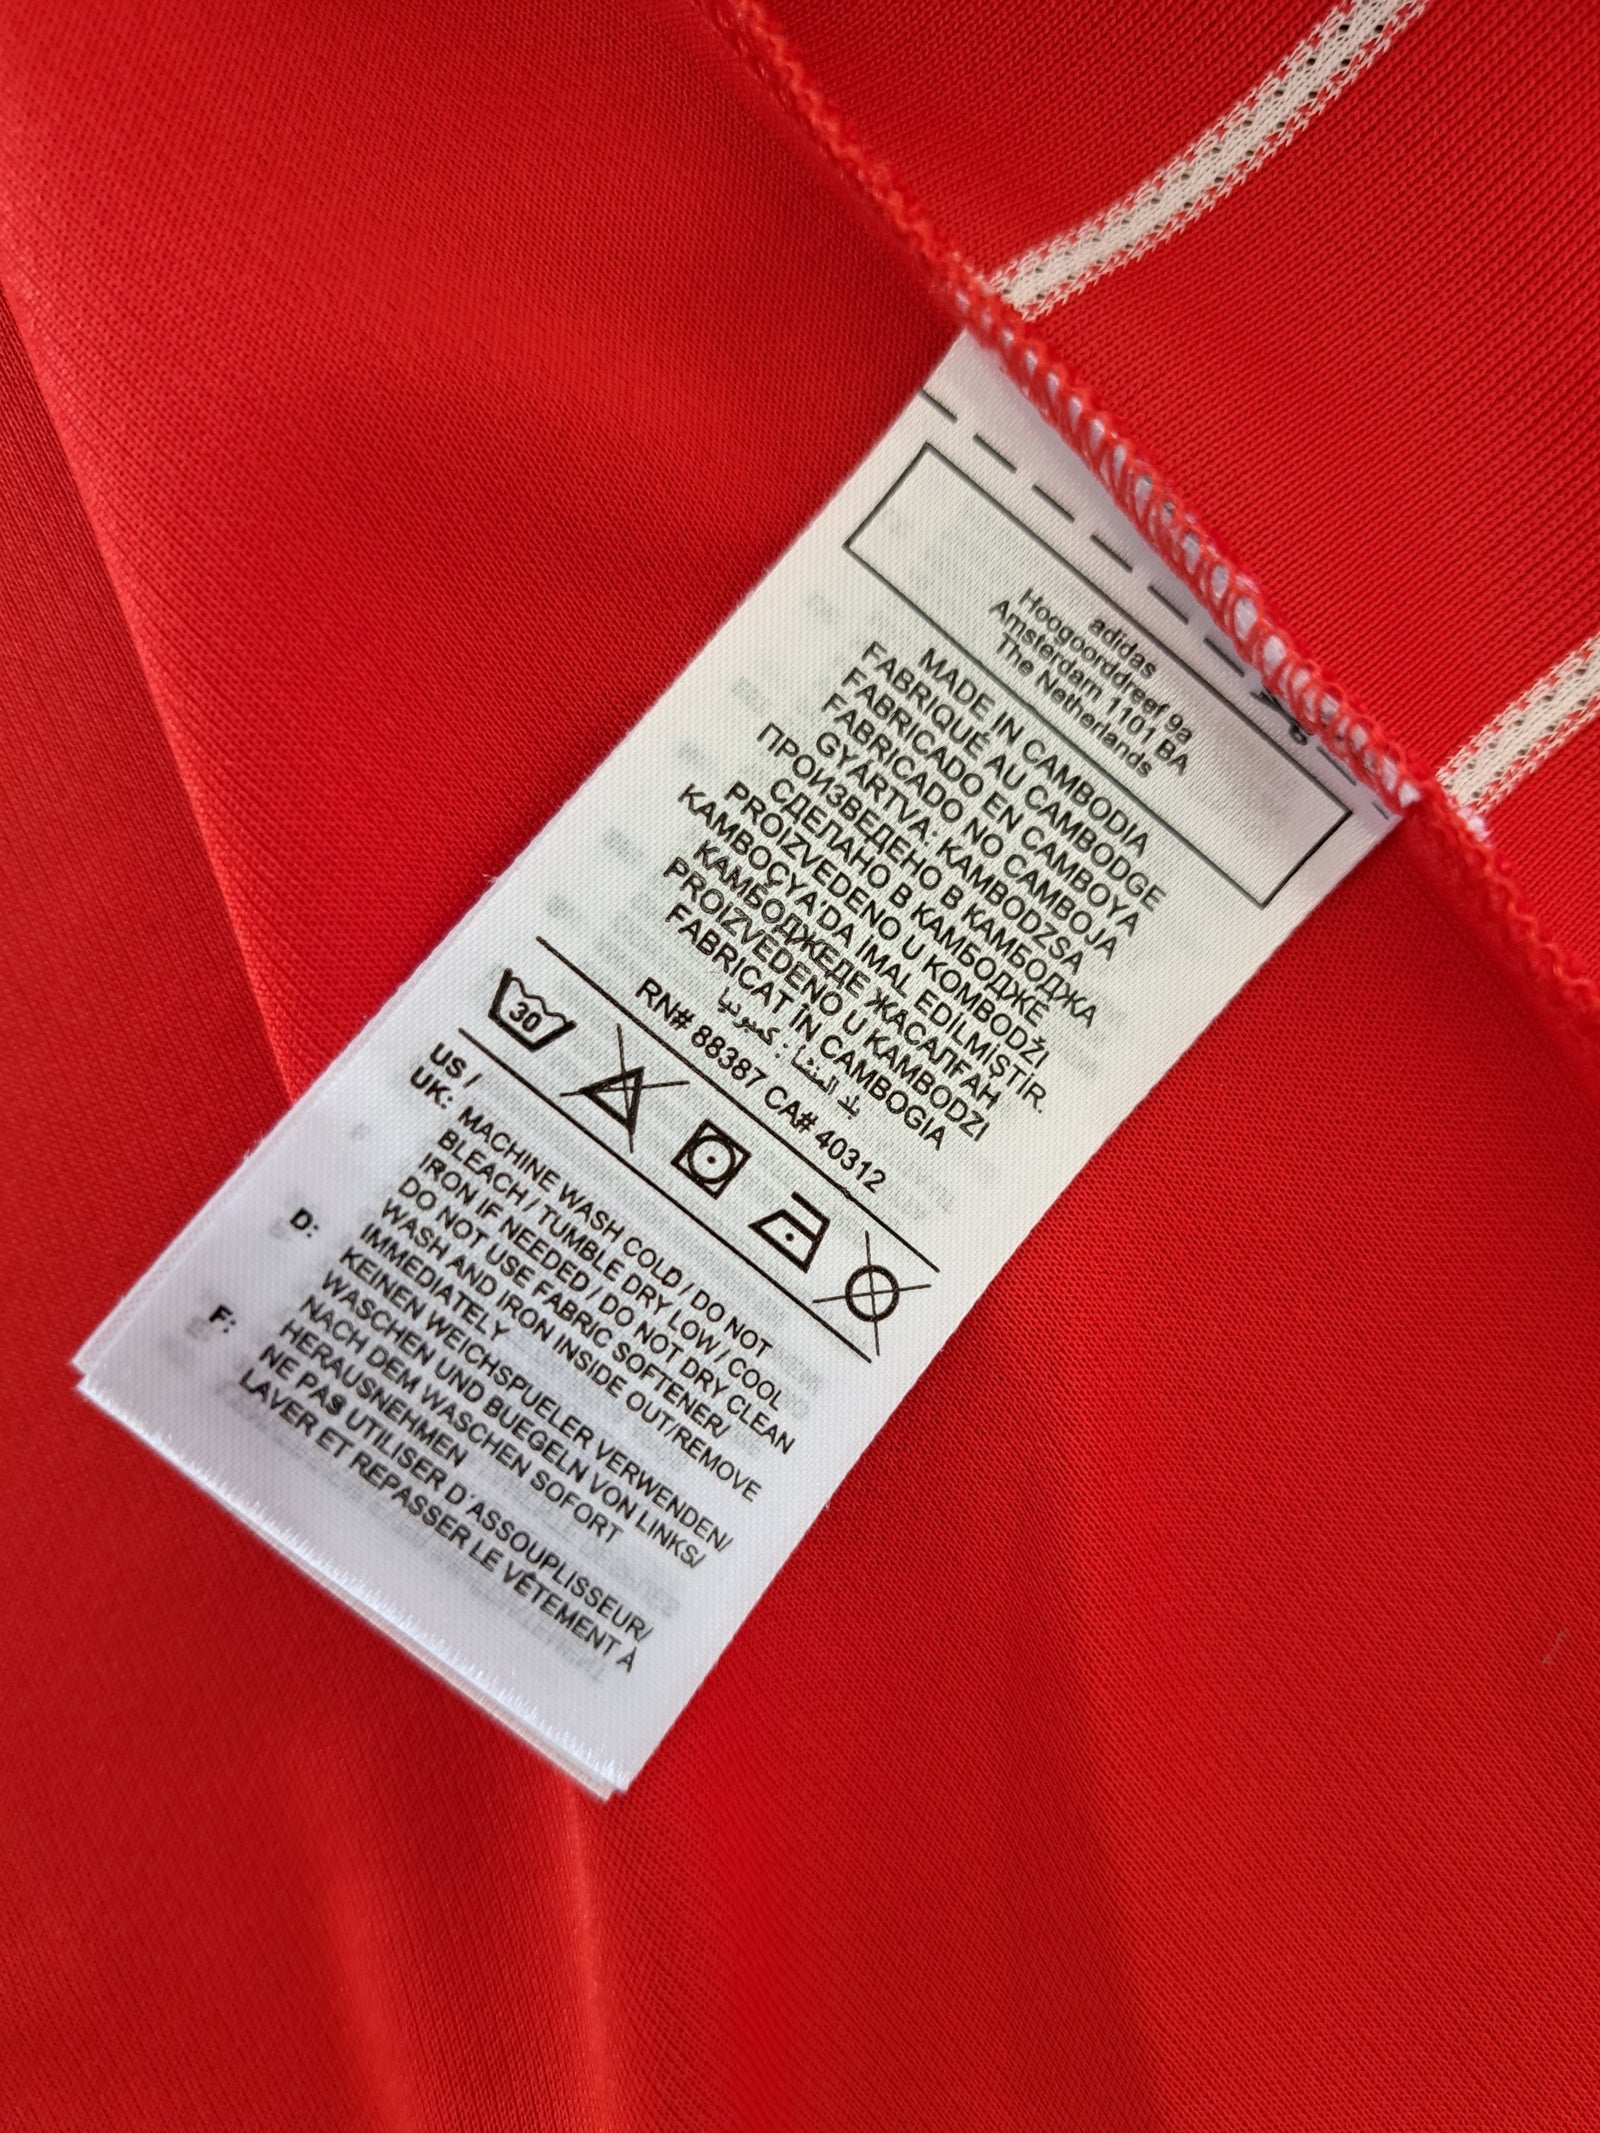 adidas
Hoogoorddreef 9a
Amsterdam 1101 BA
The Netherlands
MADE IN CAMBODIA
FABRIQUÉ AU CAMBODGE
FABRICADO EN CAMBOYA
FABRICADO NO CAMBOJA
GYÁRTVA: KAMBODZSA
ПРОИЗВЕДЕНО В КАМБОДЖА
СДЕЛАНО В КАМБОДЖЕ
PROIZVEDENO U KOMBODŽI
KAMBOÇYA'DA İMAL EDİLMİŞTİR.
КАМБОДЖЕДЕ ЖАСАЛҒАН
PROIZVEDENO U KAMBODZI
FABRICAT ÎN CAMBOGIA
بلد المنشأ : كمبوديا
RN# 88387 CA# 40312
30
US /
UK: MACHINE WASH COLD / DO NOT
BLEACH / TUMBLE DRY LOW / COOL
IRON IF NEEDED / DO NOT DRY CLEAN
DO NOT USE FABRIC SOFTENER/
WASH AND IRON INSIDE OUT/REMOVE
IMMEDIATELY
D: KEINEN WEICHSPUELER VERWENDEN/
WASCHEN UND BUEGELN VON LINKS/
NACH DEM WASCHEN SOFORT
HERAUSNEHMEN
F: NE PAS UTILISER D'ASSOUPLISSEUR/
LAVER ET REPASSER LE VÊTEMENT À